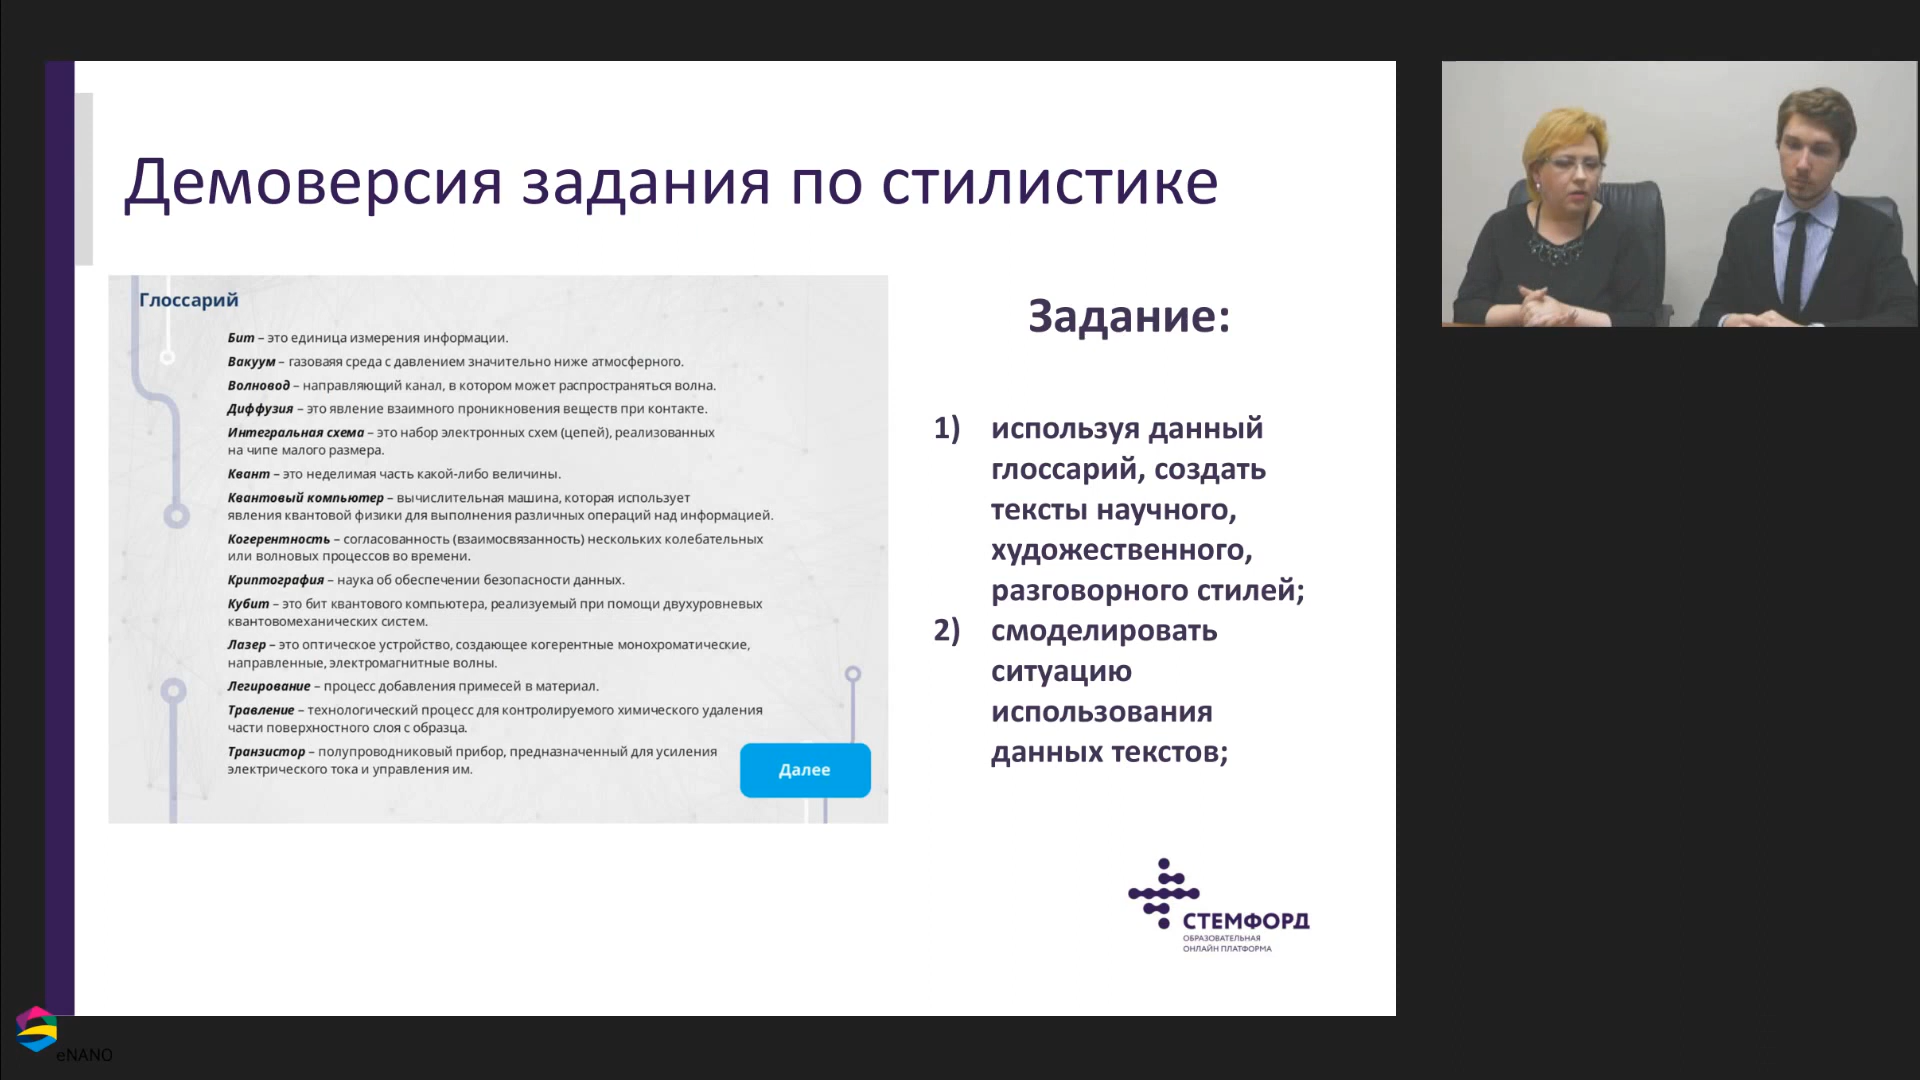 Демоверсия задания по стилистике
Глоссарий
Бит – это единица измерения информации.
Вакуум – газоваяя среда с давлением значительно ниже атмосферного.
Волновод – направляющий канал, в котором может распространяться волна.
Диффузия – это явление взаимного проникновения веществ при контакте.
Интегральная схема – это набор электронных схем (цепей), реализованных
на чипе малого размера.
Квант – это неделимая часть какой-либо величины.
Квантовый компьютер – вычислительная машина, которая использует
явления квантовой физики для выполнения различных операций над информацией.
Когерентность – согласованность (взаимосвязанность) нескольких колебательных
или волновых процессов во времени.
Криптография – наука об обеспечении безопасности данных.
Кубит – это бит квантового компьютера, реализуемый при помощи двухуровневых
квантовомеханических систем.
Лазер – это оптическое устройство, создающее когерентные монохроматические,
направленные, электромагнитные волны.
Легирование – процесс добавления примесей в материал.
Травление – технологический процесс для контролируемого химического удаления
части поверхностного слоя с образца.
Транзистор – полупроводниковый прибор, предназначенный для усиления
электрического тока и управления им.
Далее
Задание:
1) используя данный
глоссарий, создать
тексты научного,
художественного,
разговорного стилей;
2) смоделировать
ситуацию
использования
данных текстов;
СТЕМФОРД
ОБРАЗОВАТЕЛЬНАЯ
ОНЛАЙН ПЛАТФОРМА
eNANO